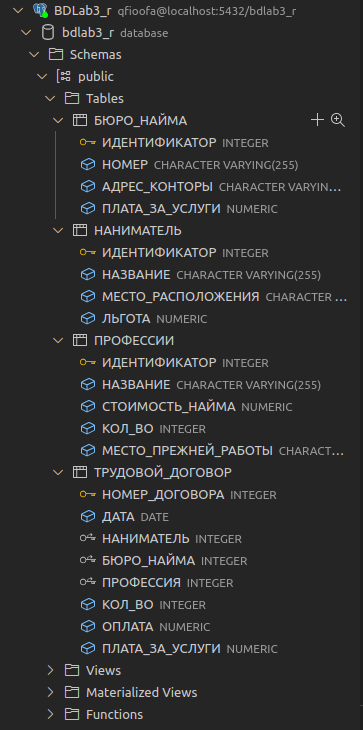 BDLab3_r qfioofa@localhost:5432/bdlab3_r
bdlab3_r database
Schemas
public
Tables
БЮРО_НАЙМА
ИДЕНТИФИКАТОР INTEGER
НОМЕР CHARACTER VARYING(255)
АДРЕС_КОНТОРЫ CHARACTER VARYIN...
ПЛАТА_ЗА_УСЛУГИ NUMERIC
НАНИМАТЕЛЬ
ИДЕНТИФИКАТОР INTEGER
НАЗВАНИЕ CHARACTER VARYING(255)
МЕСТО_РАСПОЛОЖЕНИЯ CHARACTER ...
ЛЬГОТА NUMERIC
ПРОФЕССИИ
ИДЕНТИФИКАТОР INTEGER
НАЗВАНИЕ CHARACTER VARYING(255)
СТОИМОСТЬ_НАЙМА NUMERIC
КОЛ_ВО INTEGER
МЕСТО_ПРЕЖНЕЙ_РАБОТЫ CHARACT...
ТРУДОВОЙ_ДОГОВОР
НОМЕР_ДОГОВОРА INTEGER
ДАТА DATE
НАНИМАТЕЛЬ INTEGER
БЮРО_НАЙМА INTEGER
ПРОФЕССИЯ INTEGER
КОЛ_ВО INTEGER
ОПЛАТА NUMERIC
ПЛАТА_ЗА_УСЛУГИ NUMERIC
Views
Materialized Views
Functions